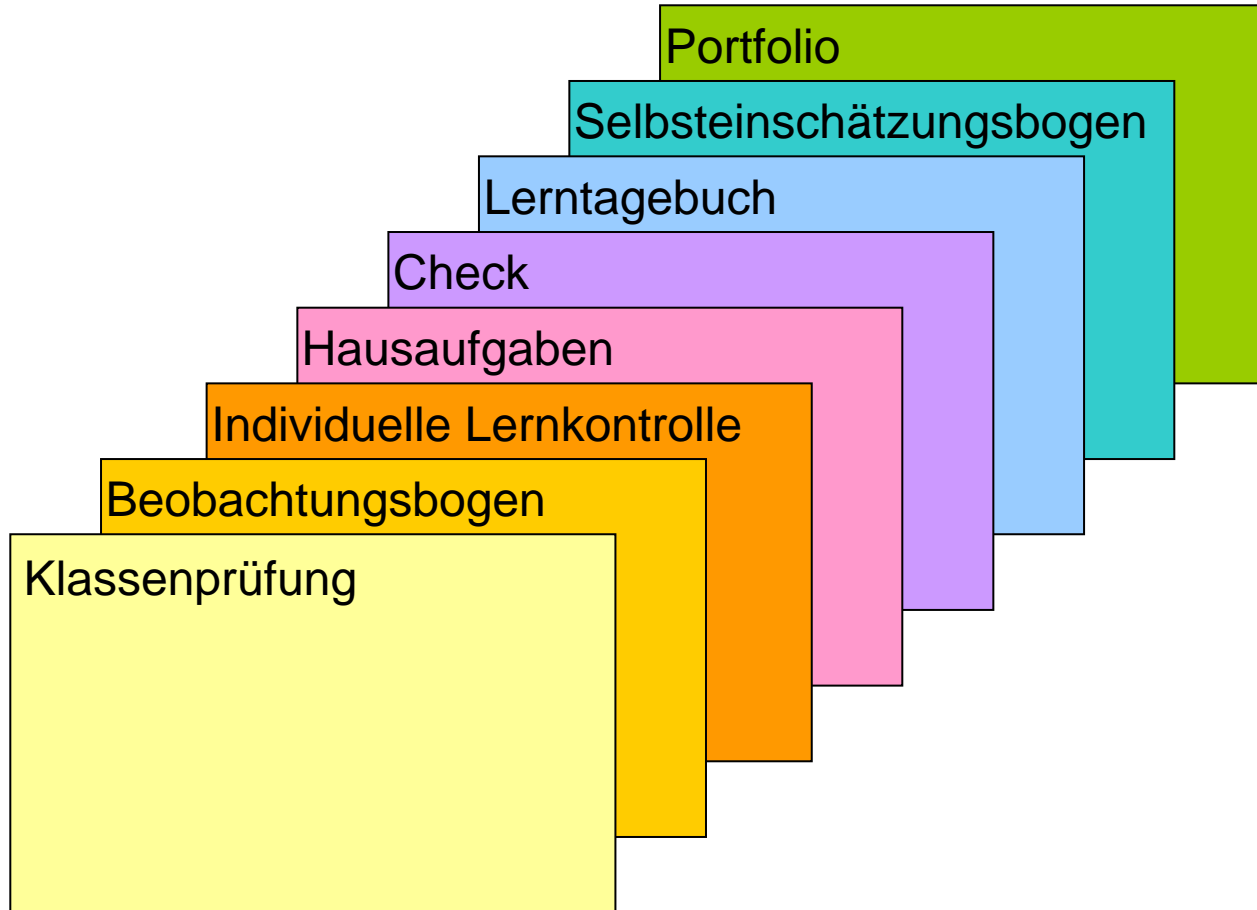 Portfolio
Selbsteinschätzungsbogen
Lerntagebuch
Check
Hausaufgaben
Individuelle Lernkontrolle
Beobachtungsbogen
Klassenprüfung